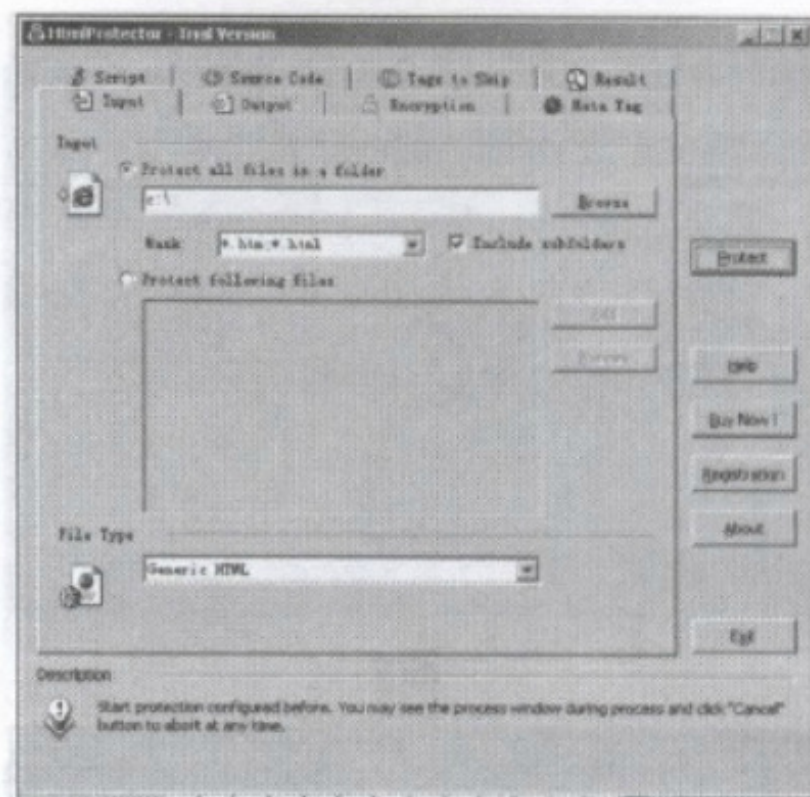 HtmlProtector - Trial Version
Script Source Code Tags to Skip Result
Input Output Encryption Meta Tag
Input
Protect all files in a folder
Browse
Mask *.htm;*.html Include subfolders
Protect following files
Add
Remove
File Type
Generic HTML
Protect
Help
Buy Now !
Registration
About
Exit
Description
Start protection configured before. You may see the process window during process and click "Cancel"
button to abort at any time.